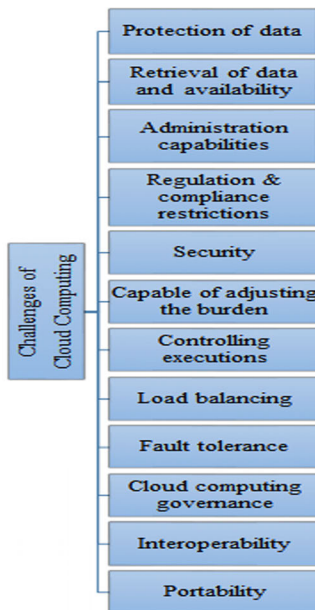 Challenges of
Cloud Computing
Protection of data
Retrieval of data
and availability
Administration
capabilities
Regulation &
compliance
restrictions
Security
Capable of adjusting
the burden
Controlling
executions
Load balancing
Fault tolerance
Cloud computing
governance
Interoperability
Portability